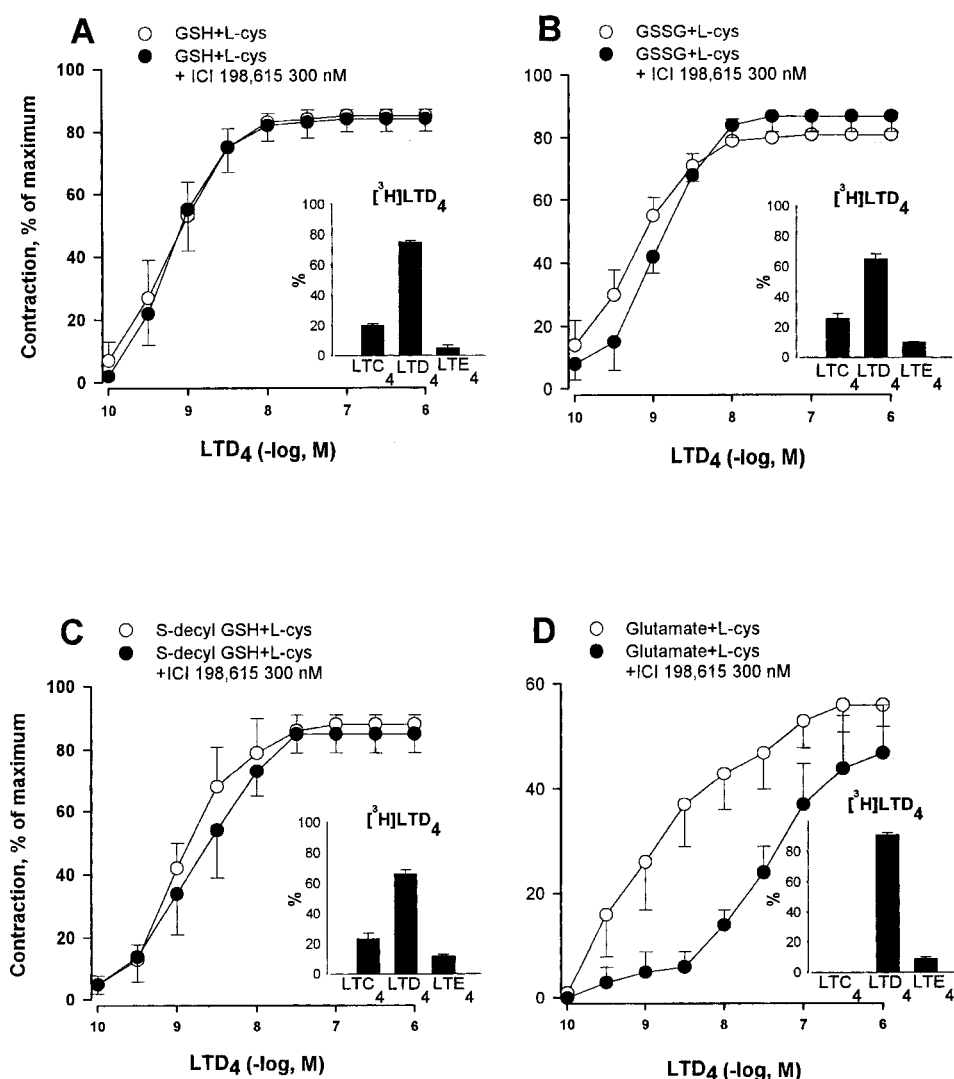 A
GSH+L-cys
GSH+L-cys
+ ICI 198,615 300 nM
Contraction, % of maximum
100
80
60
40
20
0
10
9
8
7
6
LTD4 (-log, M)
[3H]LTD4
%
100
80
60
40
20
0
LTC4 LTD4 LTE4
B
GSSG+L-cys
GSSG+L-cys
+ ICI 198,615 300 nM
100
80
60
40
20
0
10
9
8
7
6
LTD4 (-log, M)
[3H]LTD4
%
100
80
60
40
20
0
LTC4 LTD4 LTE4
C
S-decyl GSH+L-cys
S-decyl GSH+L-cys
+ICI 198,615 300 nM
Contraction, % of maximum
100
80
60
40
20
0
10
9
8
7
6
LTD4 (-log, M)
[3H]LTD4
%
100
80
60
40
20
0
LTC4 LTD4 LTE4
D
Glutamate+L-cys
Glutamate+L-cys
+ICI 198,615 300 nM
60
40
20
0
10
9
8
7
6
LTD4 (-log, M)
[3H]LTD4
%
80
60
40
20
0
LTC4 LTD4 LTE4